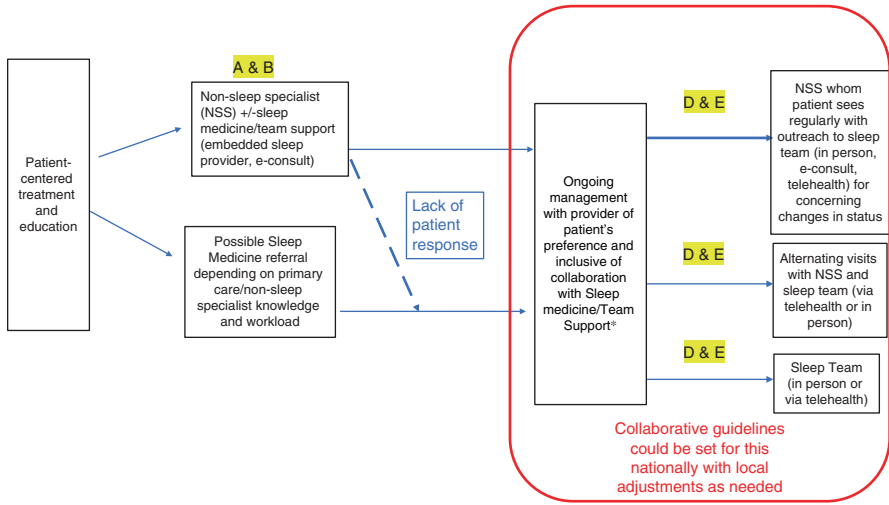 Patient-
centered
treatment
and
education
A & B
Non-sleep specialist
(NSS) +/-sleep
medicine/team support
(embedded sleep
provider, e-consult)
Possible Sleep
Medicine referral
depending on primary
care/non-sleep
specialist knowledge
and workload
Lack of
patient
response
Ongoing
management
with provider of
patient's
preference and
inclusive of
collaboration
with Sleep
medicine/Team
Support*
D & E
NSS whom
patient sees
regularly with
outreach to sleep
team (in person,
e-consult,
telehealth) for
concerning
changes in status
D & E
Alternating visits
with NSS and
sleep team (via
telehealth or in
person)
D & E
Sleep Team
(in person or
via telehealth)
Collaborative guidelines
could be set for this
nationally with local
adjustments as needed